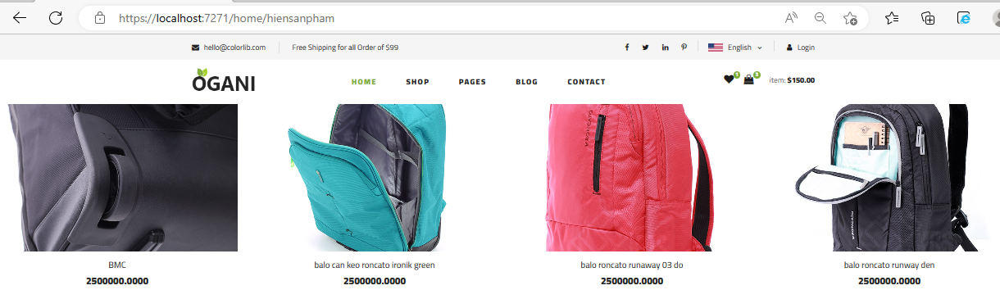 https://localhost:7271/home/hiensanpham
hello@colorlib.com
Free Shipping for all Order of $99
English
Login
OGANI
HOME
SHOP
PAGES
BLOG
CONTACT
1
3
item: $150.00
RONCATO
RONCATO
BMC
balo can keo roncato ironik green
balo roncato runaway 03 do
balo roncato runway den
2500000.0000
2500000.0000
2500000.0000
2500000.0000